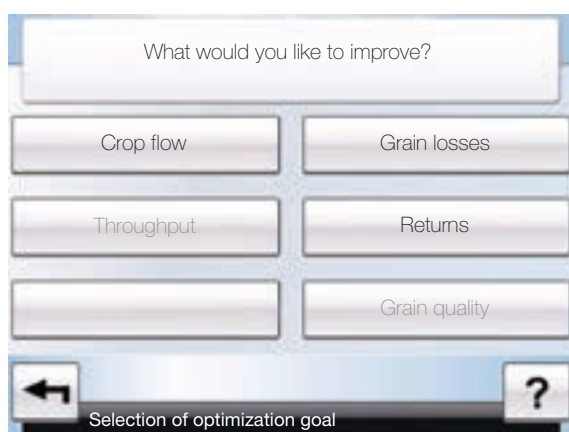 What would you like to improve?
Crop flow
Grain losses
Throughput
Returns
Grain quality
?
Selection of optimization goal